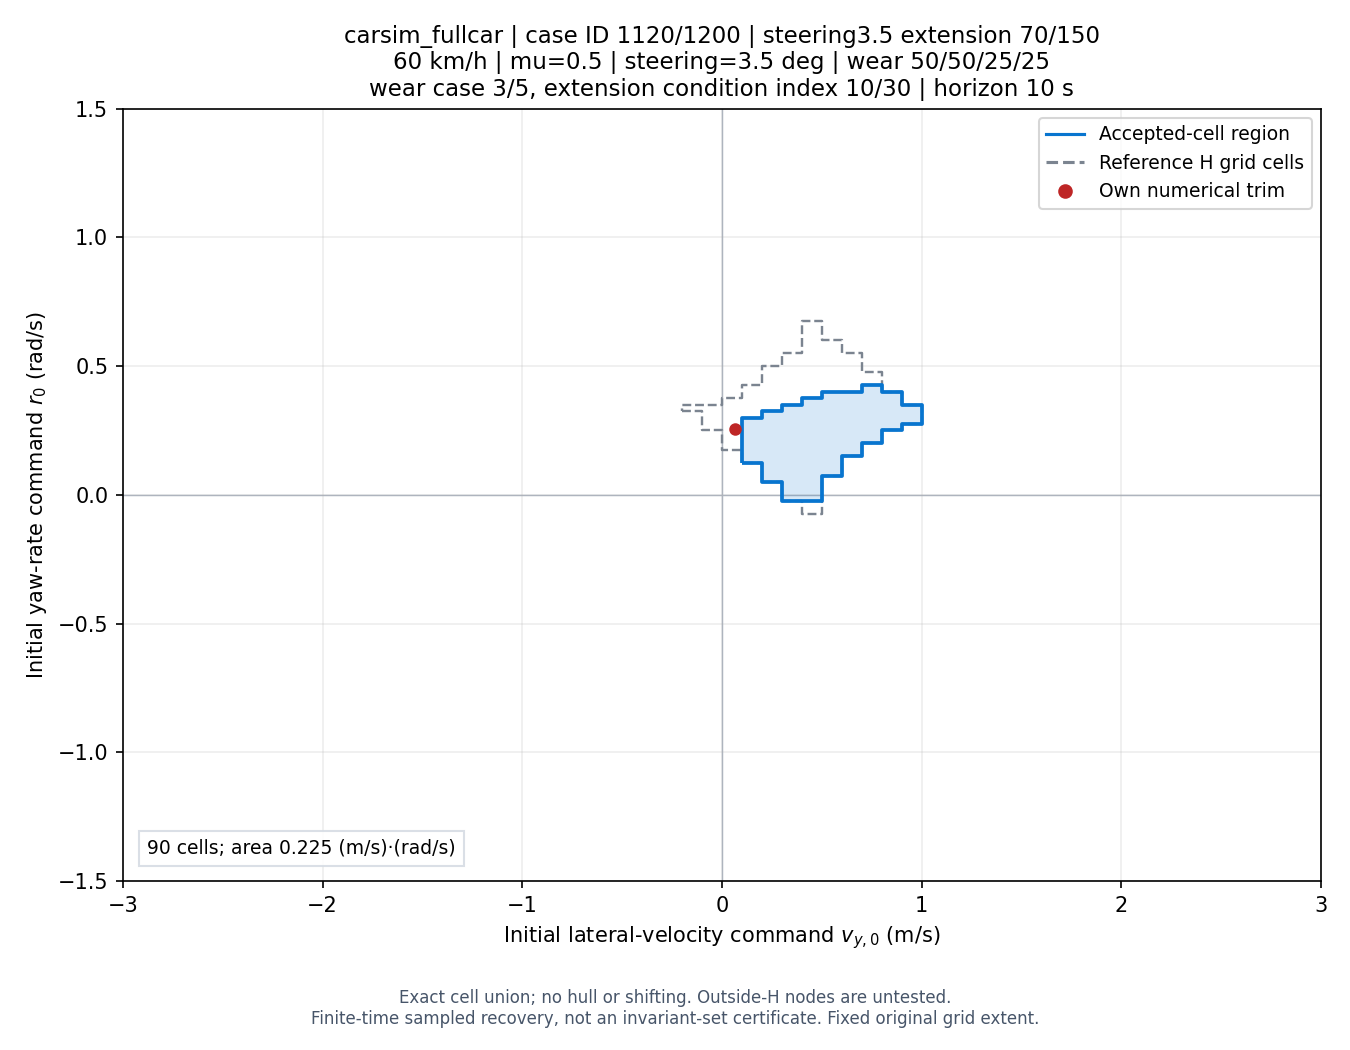 carsim_fullcar | case ID 1120/1200 | steering3.5 extension 70/150
60 km/h | mu=0.5 | steering=3.5 deg | wear 50/50/25/25
wear case 3/5, extension condition index 10/30 | horizon 10 s
Accepted-cell region
Reference H grid cells
Own numerical trim
1.5
1.0
0.5
0.0
−0.5
−1.0
−1.5
Initial yaw-rate command r0 (rad/s)
90 cells; area 0.225 (m/s)·(rad/s)
−3
−2
−1
0
1
2
3
Initial lateral-velocity command vy,0 (m/s)
Exact cell union; no hull or shifting. Outside-H nodes are untested.
Finite-time sampled recovery, not an invariant-set certificate. Fixed original grid extent.